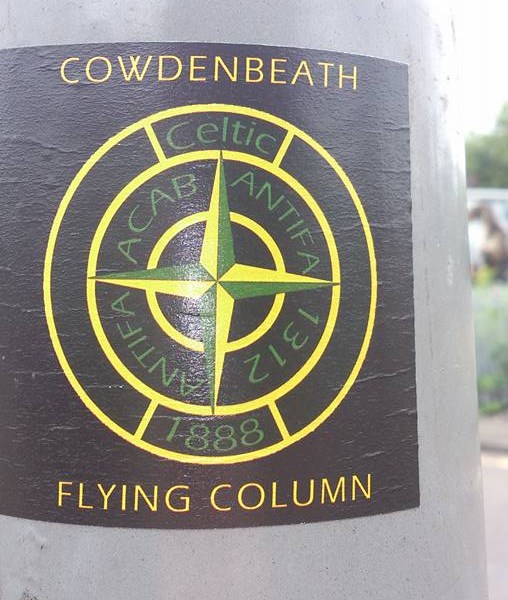 COWDENBEATH
Celtic
ACAB
ANTIFA
ANTIFA
1312
1888
FLYING COLUMN